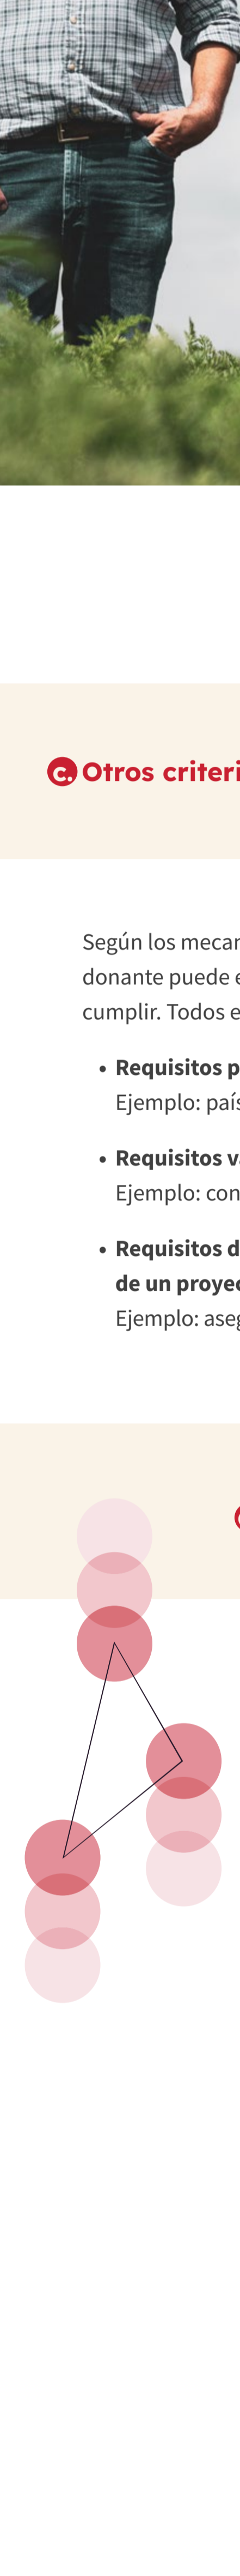 c. Otros criteri
Según los mecan
donante puede e
cumplir. Todos e
• Requisitos p
Ejemplo: país
• Requisitos v
Ejemplo: con
• Requisitos d
de un proyec
Ejemplo: aseg